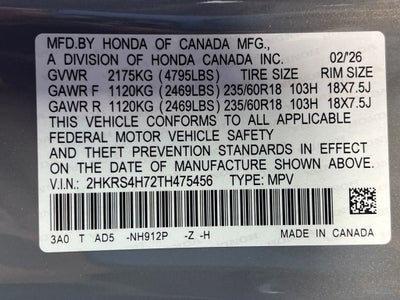 MFD.BY HONDA OF CANADA MFG.,
A DIVISION OF HONDA CANADA INC. 02/'26
GVWR 2175KG (4795LBS) TIRE SIZE RIM SIZE
GAWR F 1120KG (2469LBS) 235/60R18 103H 18X7.5J
GAWR R 1120KG (2469LBS) 235/60R18 103H 18X7.5J
THIS VEHICLE CONFORMS TO ALL APPLICABLE
FEDERAL MOTOR VEHICLE SAFETY AND
THEFT PREVENTION STANDARDS IN EFFECT ON
THE DATE OF MANUFACTURE SHOWN ABOVE.
V.I.N.: 2HKRS4H72TH475456 TYPE: MPV
3A0 T AD5 -NH912P -Z -H MADE IN CANADA